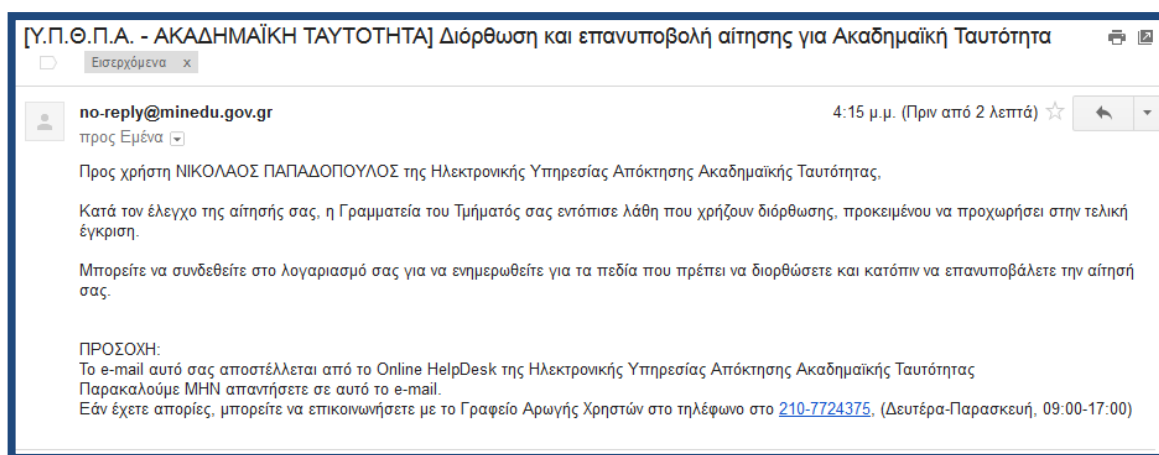 [Υ.Π.Θ.Π.Α. - ΑΚΑΔΗΜΑΪΚΗ ΤΑΥΤΟΤΗΤΑ] Διόρθωση και επανυποβολή αίτησης για Ακαδημαϊκή Ταυτότητα
Εισερχόμενα x
no-reply@minedu.gov.gr 4:15 μ.μ. (Πριν από 2 λεπτά)
προς Εμένα
Προς χρήστη ΝΙΚΟΛΑΟΣ ΠΑΠΑΔΟΠΟΥΛΟΣ της Ηλεκτρονικής Υπηρεσίας Απόκτησης Ακαδημαϊκής Ταυτότητας,
Κατά τον έλεγχο της αίτησής σας, η Γραμματεία του Τμήματός σας εντόπισε λάθη που χρήζουν διόρθωσης, προκειμένου να προχωρήσει στην τελική
έγκριση.
Μπορείτε να συνδεθείτε στο λογαριασμό σας για να ενημερωθείτε για τα πεδία που πρέπει να διορθώσετε και κατόπιν να επανυποβάλετε την αίτησή
σας.
ΠΡΟΣΟΧΗ:
Το e-mail αυτό σας αποστέλλεται από το Online HelpDesk της Ηλεκτρονικής Υπηρεσίας Απόκτησης Ακαδημαϊκής Ταυτότητας
Παρακαλούμε ΜΗΝ απαντήσετε σε αυτό το e-mail.
Εάν έχετε απορίες, μπορείτε να επικοινωνήσετε με το Γραφείο Αρωγής Χρηστών στο τηλέφωνο στο 210-7724375, (Δευτέρα-Παρασκευή, 09:00-17:00)